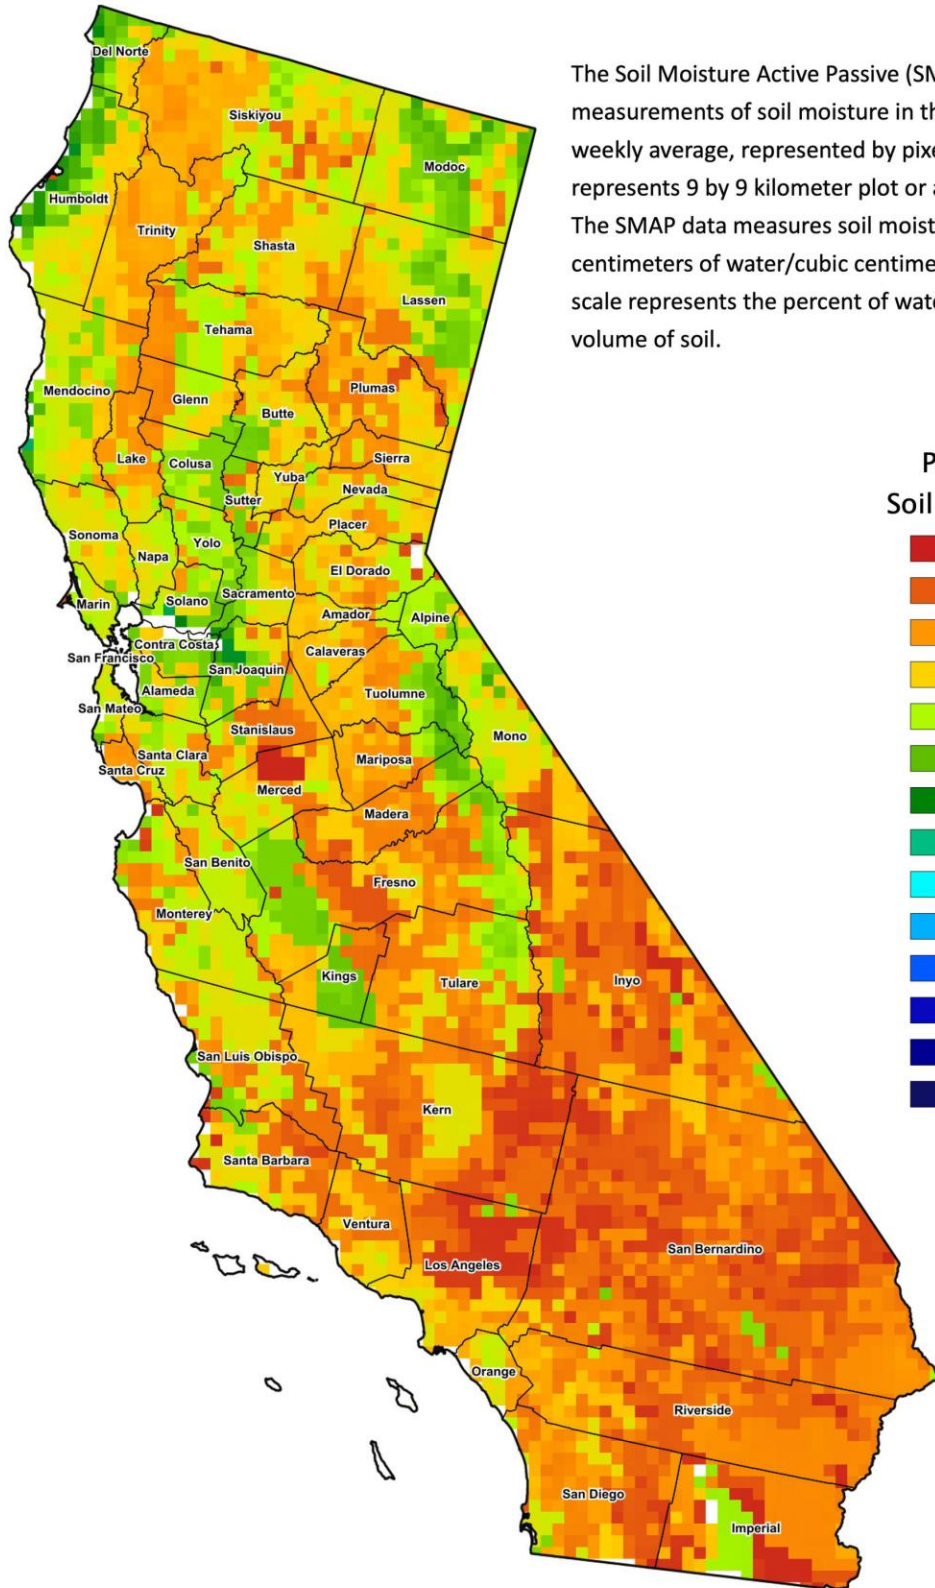 The Soil Moisture Active Passive (SM
measurements of soil moisture in th
weekly average, represented by pixe
represents 9 by 9 kilometer plot or a
The SMAP data measures soil moist
centimeters of water/cubic centime
scale represents the percent of wate
volume of soil.
P
Soil
Del Norte
Siskiyou
Modoc
Humboldt
Trinity
Shasta
Lassen
Tehama
Mendocino
Glenn
Butte
Plumas
Lake
Colusa
Sierra
Yuba
Nevada
Sutter
Placer
Sonoma
Napa
Yolo
El Dorado
Marin
Solano
Sacramento
Amador
Alpine
Contra Costa
Calaveras
San Francisco
San Joaquin
Alameda
Tuolumne
San Mateo
Stanislaus
Mono
Santa Clara
Mariposa
Santa Cruz
Merced
Madera
San Benito
Fresno
Monterey
Kings
Tulare
Inyo
San Luis Obispo
Kern
Santa Barbara
Ventura
San Bernardino
Los Angeles
Orange
Riverside
San Diego
Imperial